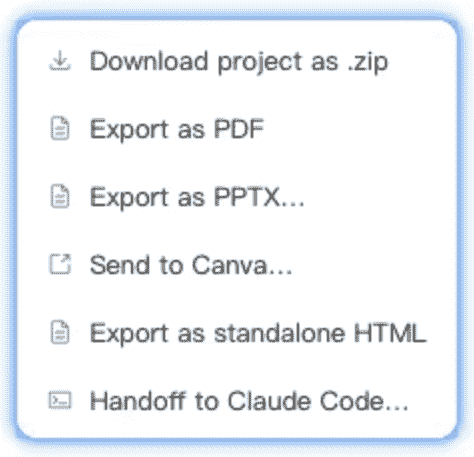 Download project as .zip
Export as PDF
Export as PPTX...
Send to Canva...
Export as standalone HTML
Handoff to Claude Code...